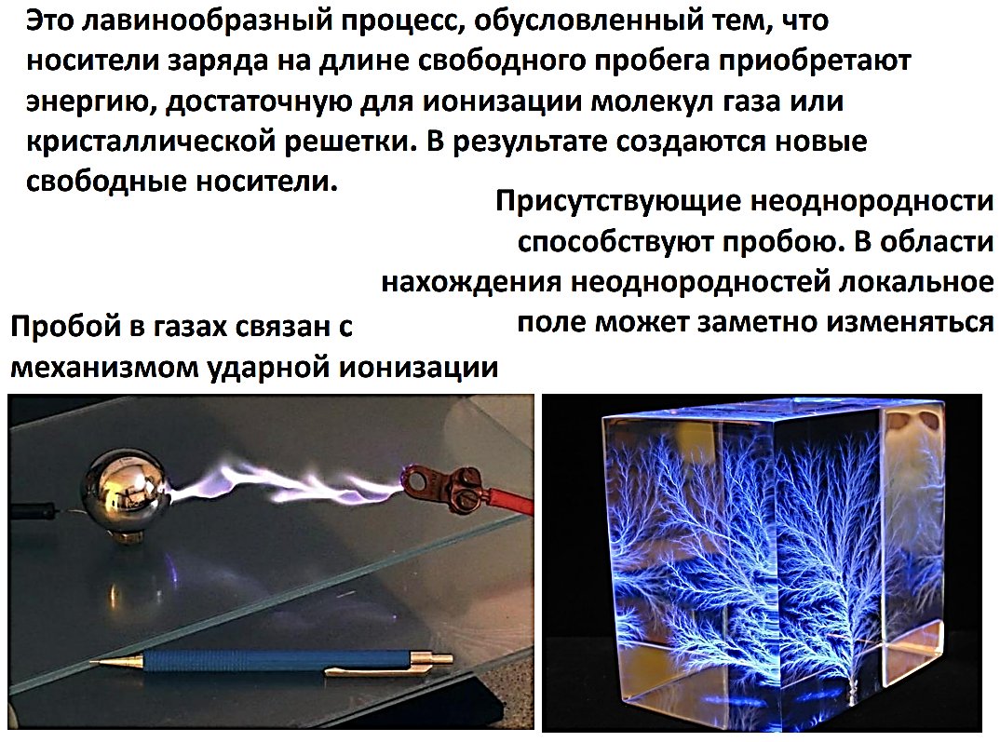 Это лавинообразный процесс, обусловленный тем, что
носители заряда на длине свободного пробега приобретают
энергию, достаточную для ионизации молекул газа или
кристаллической решетки. В результате создаются новые
свободные носители.
Присутствующие неоднородности
способствуют пробою. В области
нахождения неоднородностей локальное
поле может заметно изменяться
Пробой в газах связан с
механизмом ударной ионизации